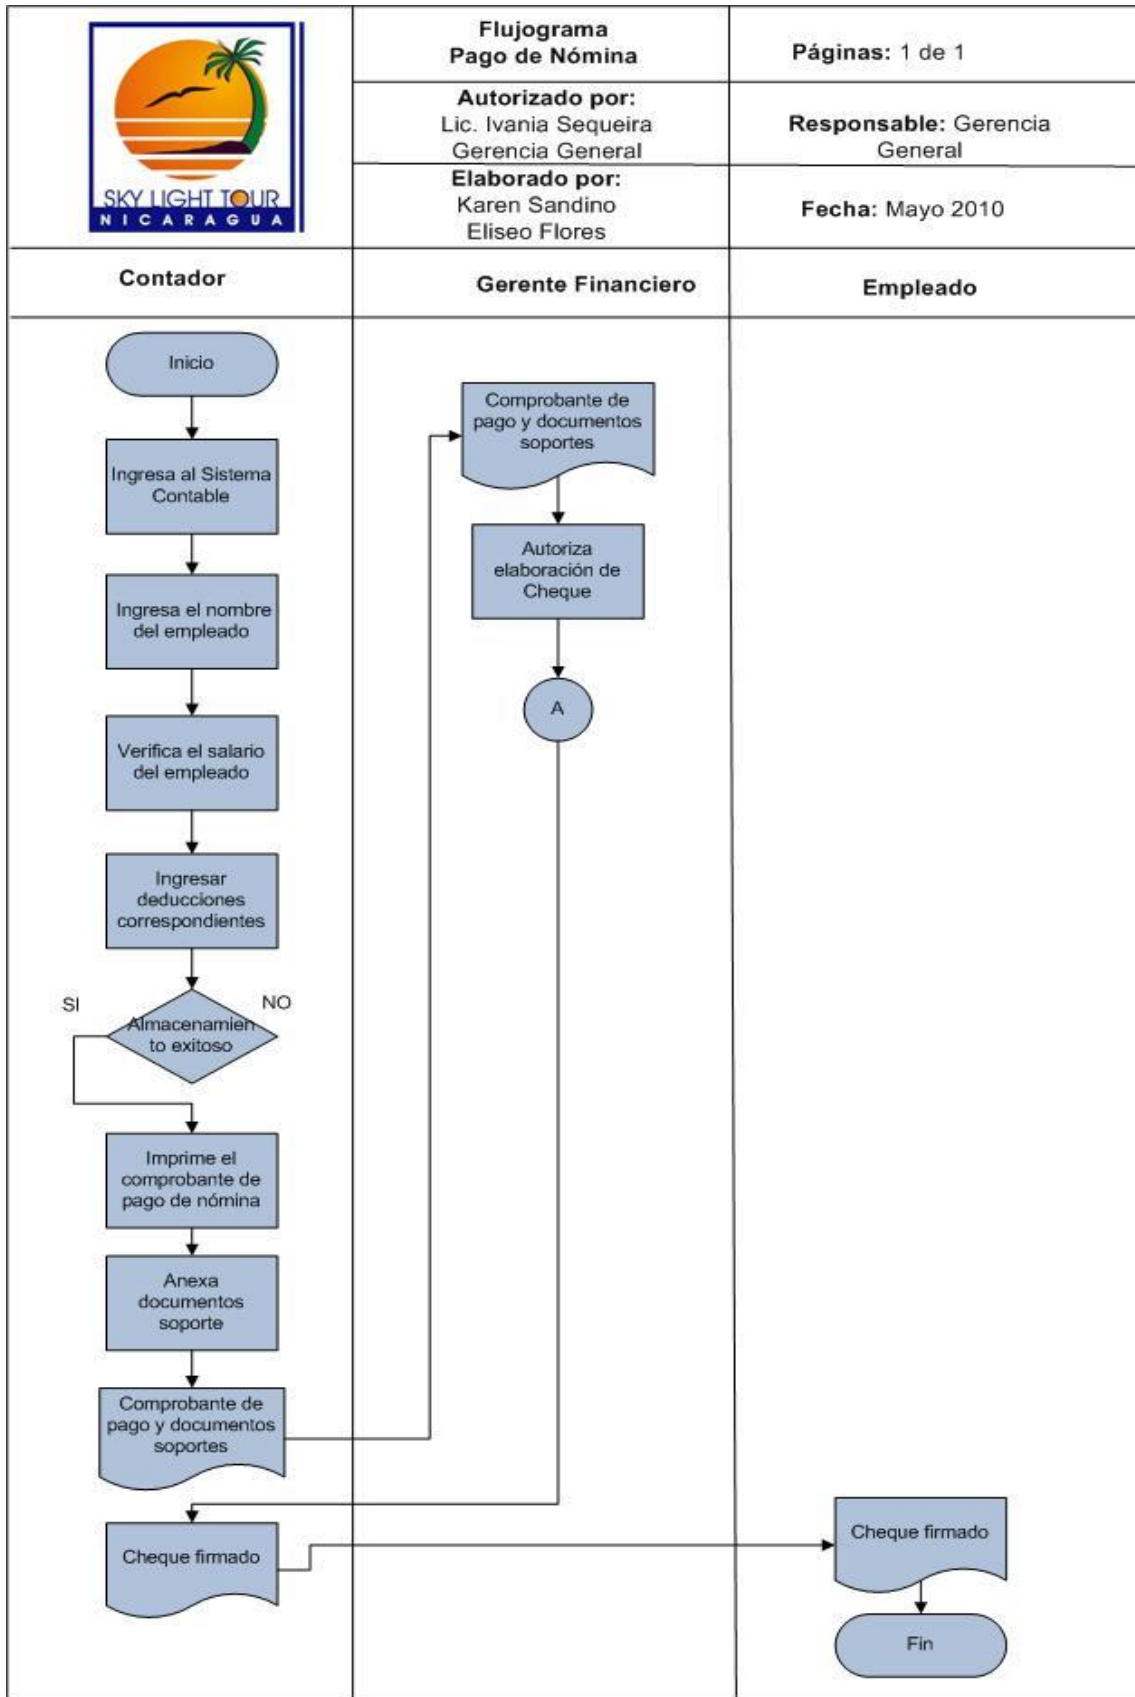 SKY LIGHT TOUR
NICARAGUA
Flujograma
Pago de Nómina
Páginas: 1 de 1
Autorizado por:
Lic. Ivania Sequeira
Gerencia General
Responsable: Gerencia
General
Elaborado por:
Karen Sandino
Eliseo Flores
Fecha: Mayo 2010
Contador
Gerente Financiero
Empleado
Inicio
Ingresa al Sistema
Contable
Ingresa el nombre
del empleado
Verifica el salario
del empleado
Ingresar
deducciones
correspondientes
SI
NO
Almacenamien
to exitoso
Imprime el
comprobante de
pago de nómina
Anexa
documentos
soporte
Comprobante de
pago y documentos
soportes
Cheque firmado
Comprobante de
pago y documentos
soportes
Autoriza
elaboración de
Cheque
A
Cheque firmado
Fin